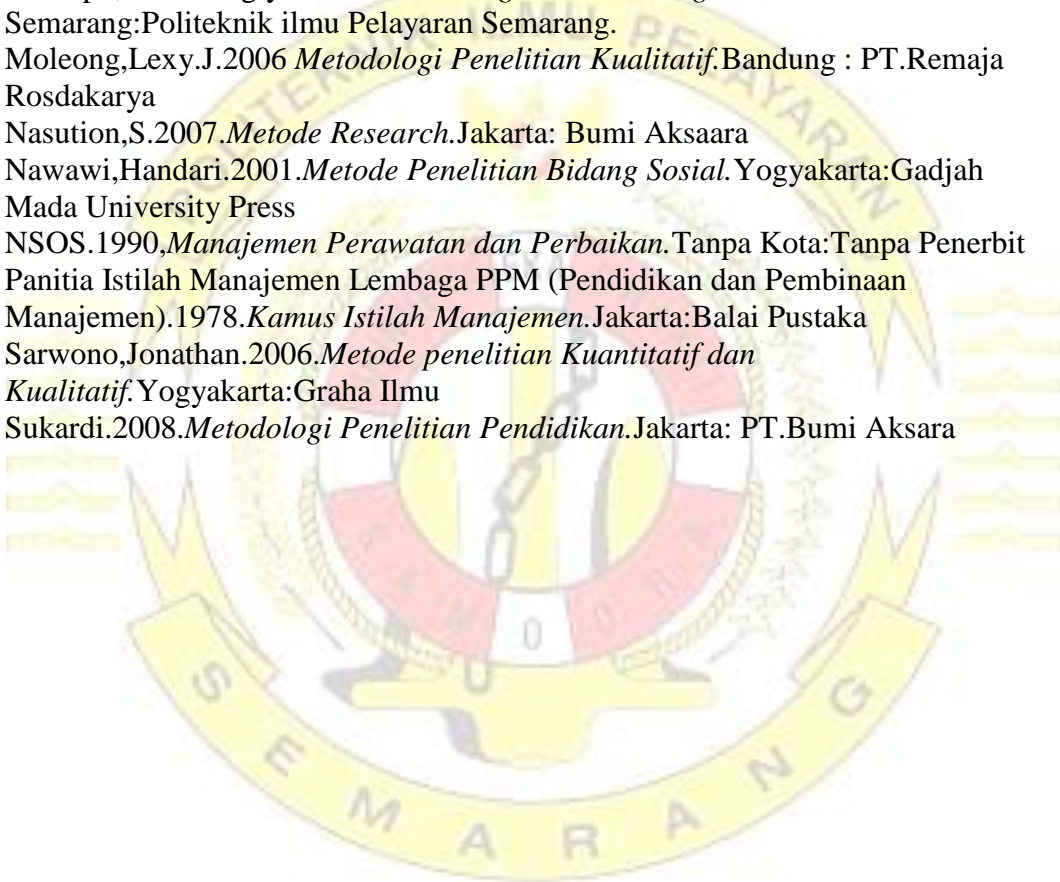 Semarang:Politeknik ilmu Pelayaran Semarang.
Moleong,Lexy.J.2006 Metodologi Penelitian Kualitatif.Bandung : PT.Remaja
Rosdakarya
Nasution,S.2007.Metode Research.Jakarta: Bumi Aksaara
Nawawi,Handari.2001.Metode Penelitian Bidang Sosial.Yogyakarta:Gadjah
Mada University Press
NSOS.1990,Manajemen Perawatan dan Perbaikan.Tanpa Kota:Tanpa Penerbit
Panitia Istilah Manajemen Lembaga PPM (Pendidikan dan Pembinaan
Manajemen).1978.Kamus Istilah Manajemen.Jakarta:Balai Pustaka
Sarwono,Jonathan.2006.Metode penelitian Kuantitatif dan
Kualitatif.Yogyakarta:Graha Ilmu
Sukardi.2008.Metodologi Penelitian Pendidikan.Jakarta: PT.Bumi Aksara
POLITEKNIK ILMU PELAYARAN
SEMARANG